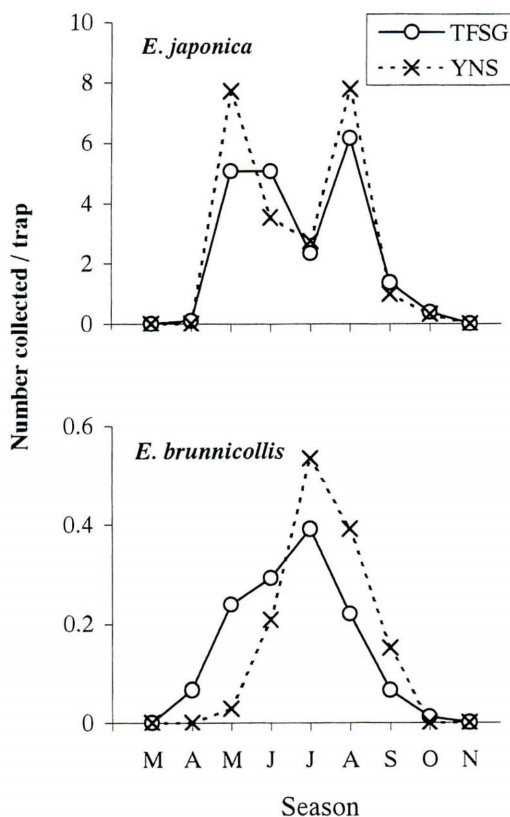 10
E. japonica
TFSG
YNS
8
6
4
2
0
Number collected / trap
0.6
E. brunnicollis
0.4
0.2
0
M A M J J A S O N
Season